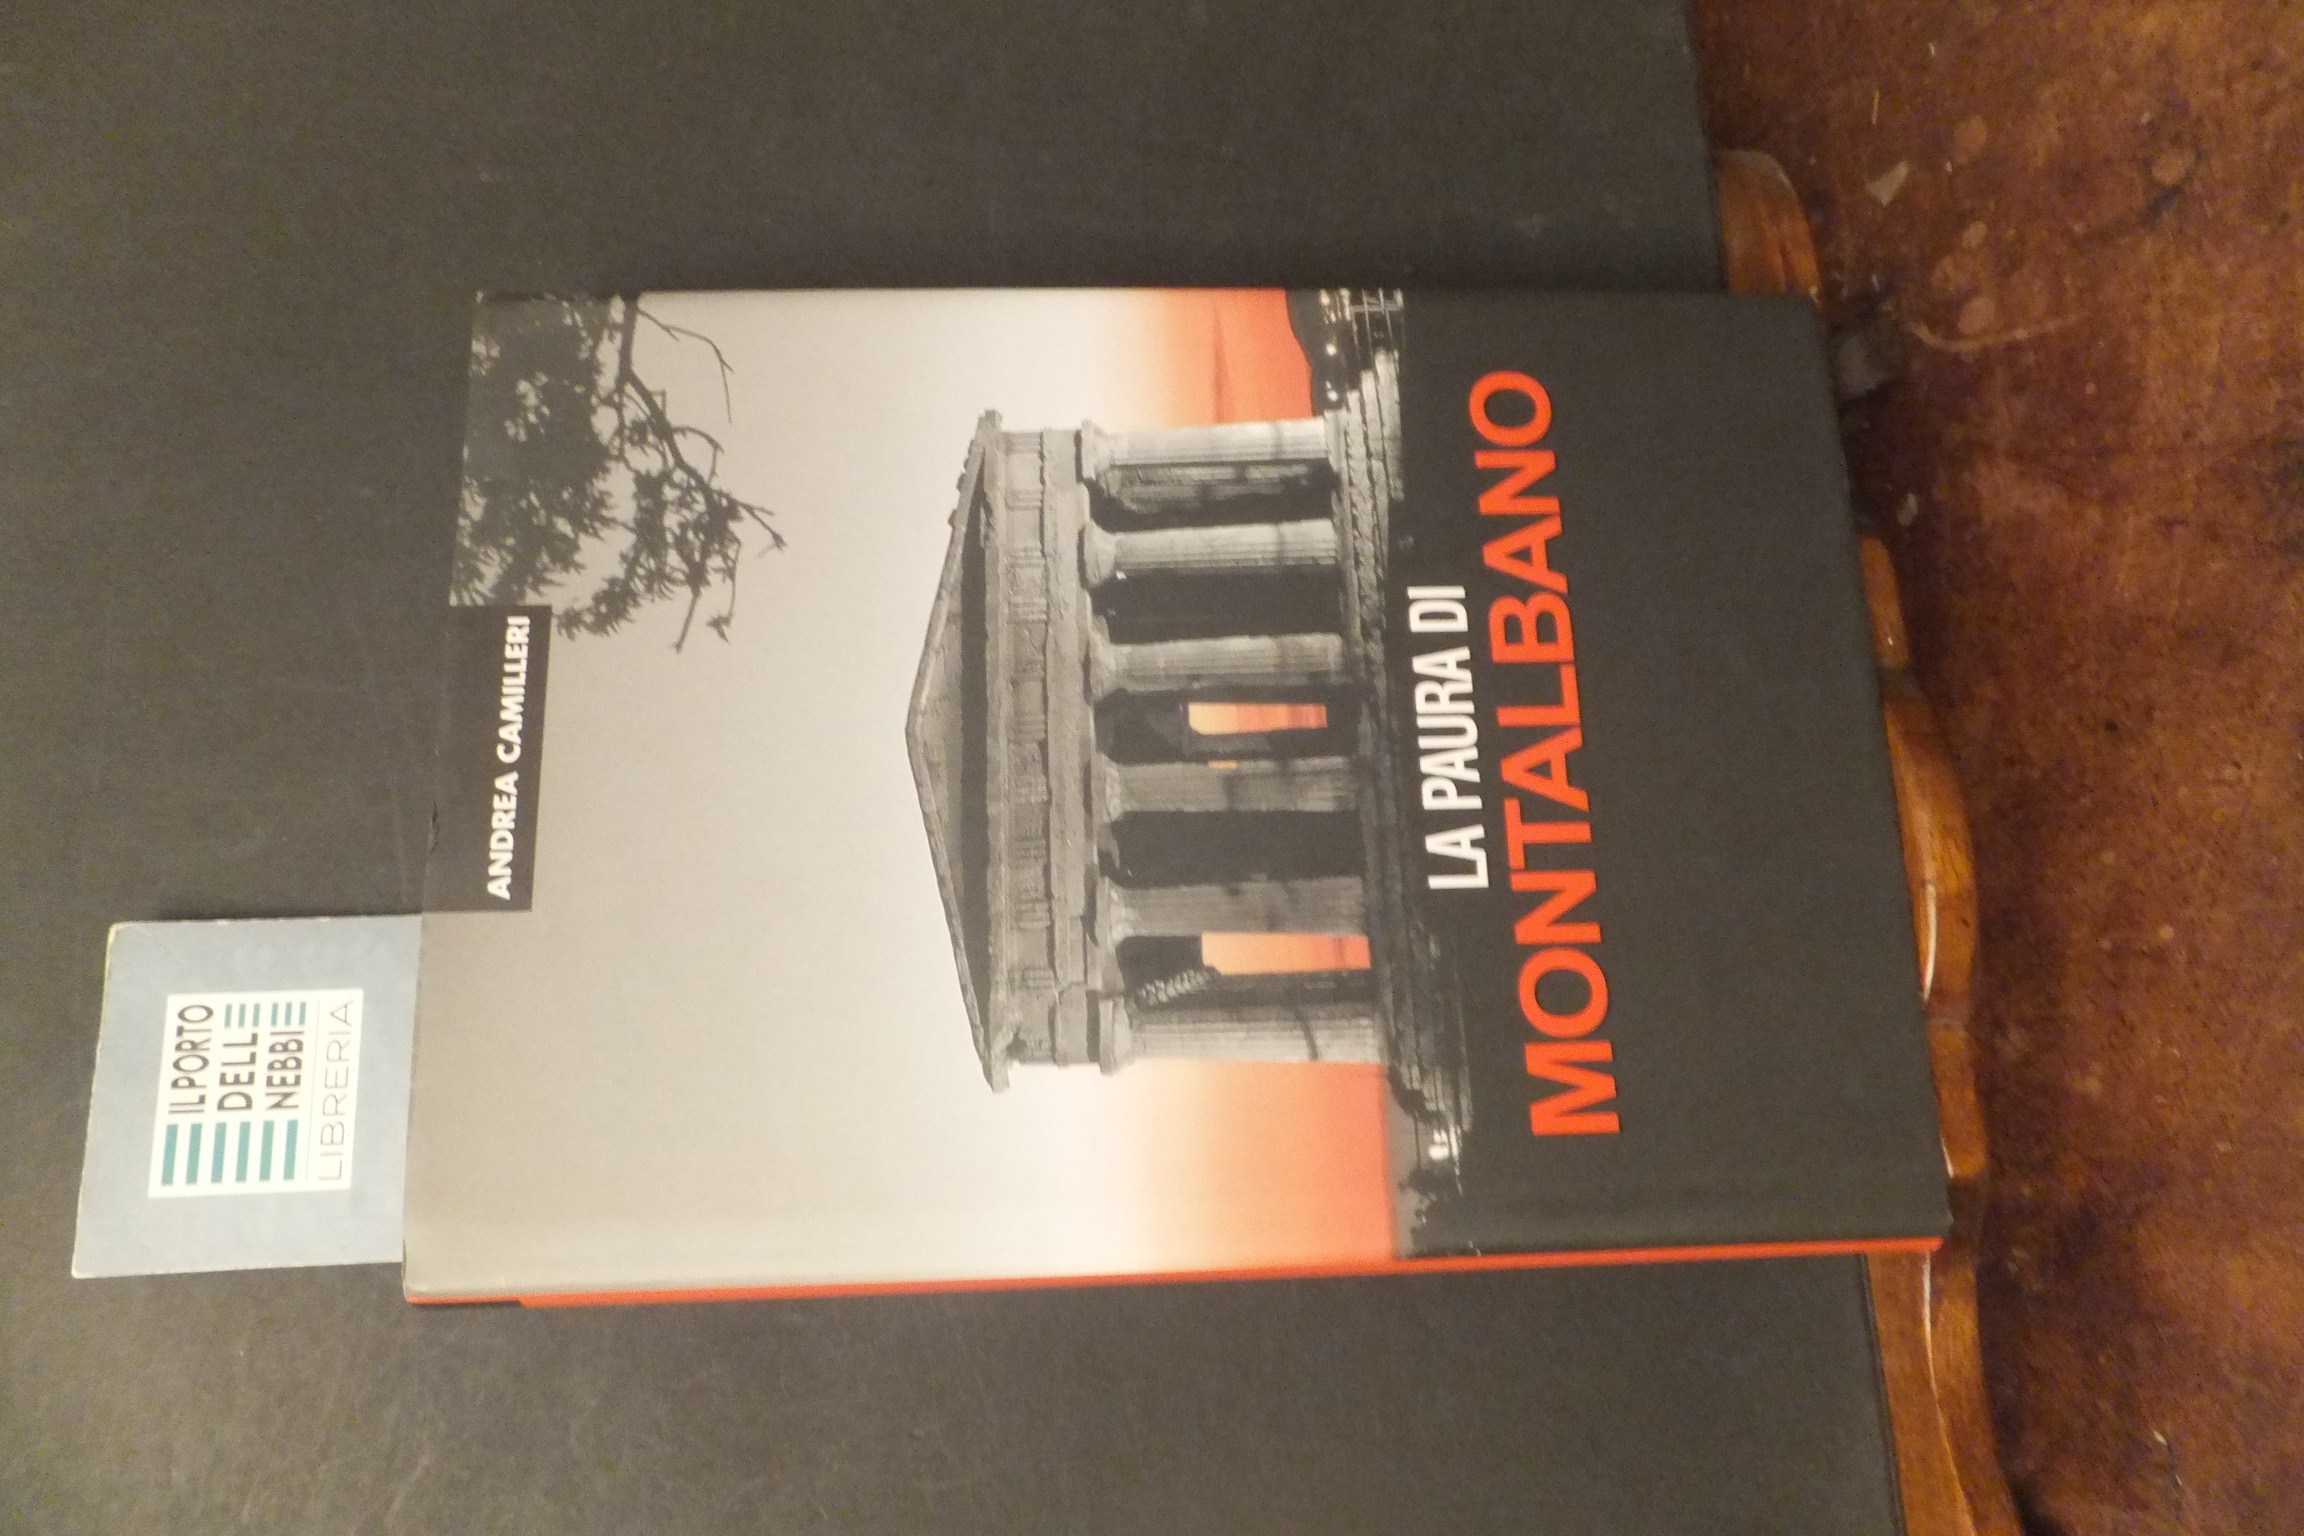 IL PORTO
DELLE
NEBBIE
LIBRERIA
ANDREA CAMILLERI
LA PAURA DI
MONTALBANO